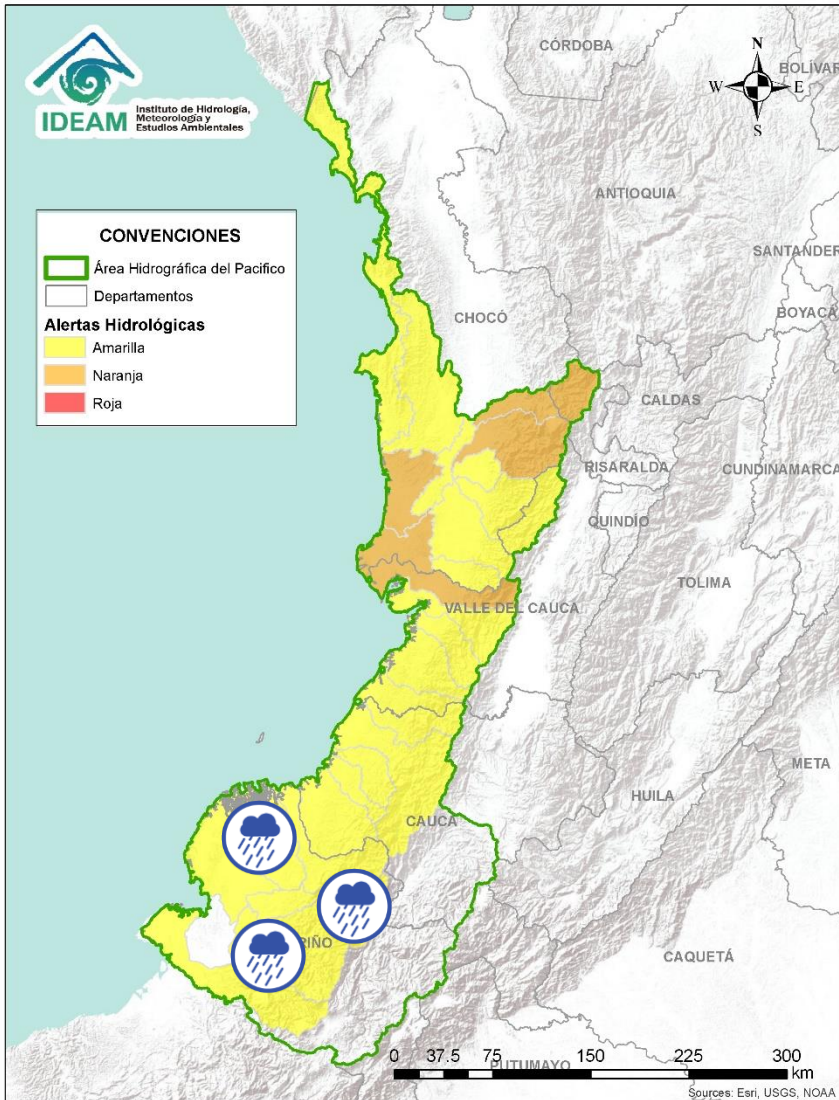 IDEAM
Instituto de Hidrología,
Meteorología y
Estudios Ambientales
CÓRDOBA
N
W
E
S
BOLÍVAR
ANTIOQUIA
CONVENCIONES
Área Hidrográfica del Pacifico
Departamentos
Alertas Hidrológicas
Amarilla
Naranja
Roja
SANTANDER
BOYACÁ
CHOCÓ
CALDAS
RISARALDA
CUNDINAMARCA
QUINDÍO
TOLIMA
VALLE DEL CAUCA
META
HUILA
CAUCA
RIÑO
CAQUETÁ
PUTUMAYO
0 37.5 75 150 225 300
km
Sources: Esri, USGS, NOAA